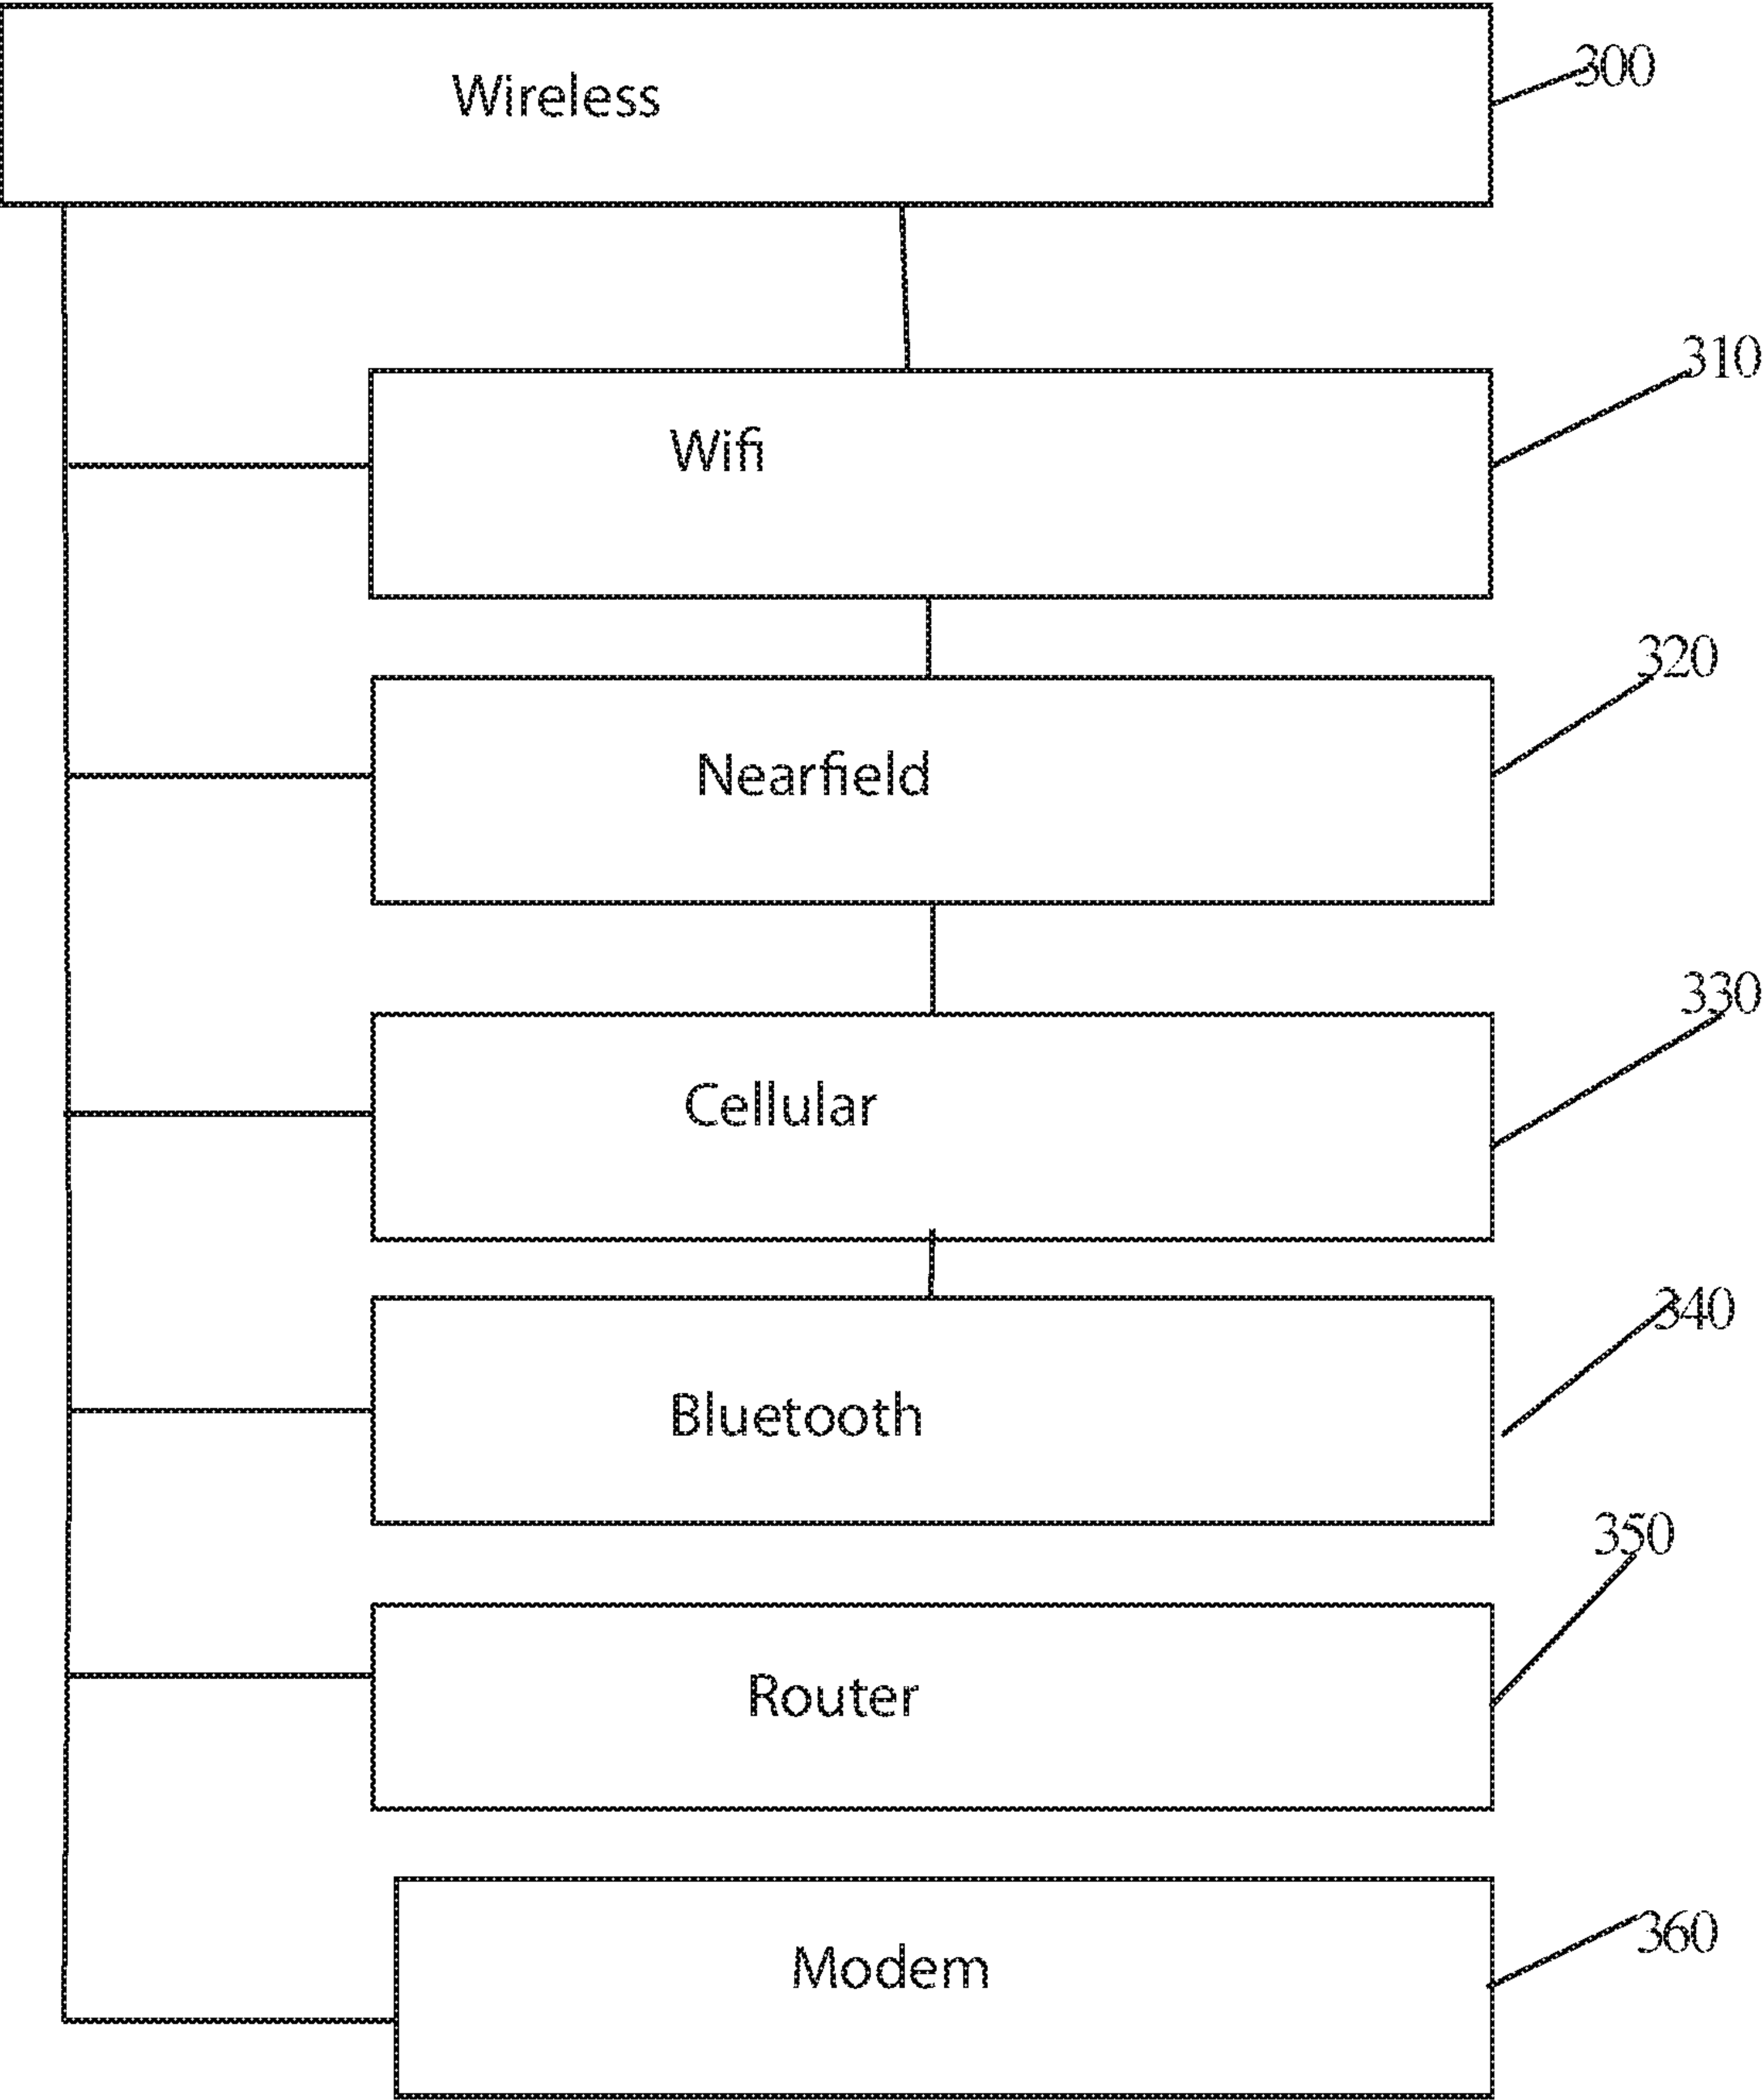 Wireless
300
310
Wifi
320
Nearfield
330
Cellular
340
Bluetooth
350
Router
360
Modem